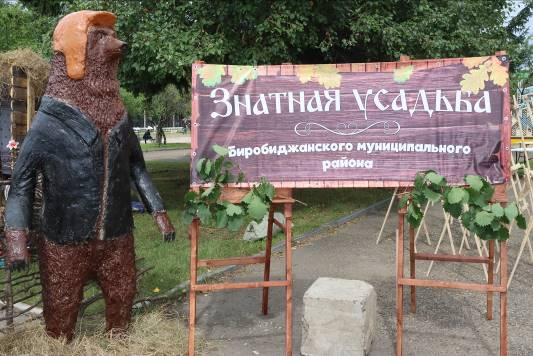 Знатная усадьба
Биробиджанского муниципального
района